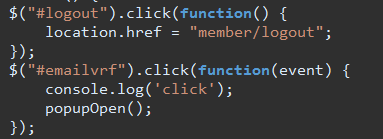 $("#logout").click(function() {
    location.href = "member/logout";
});
$("#emailvrf").click(function(event) {
    console.log('click');
    popupOpen();
});